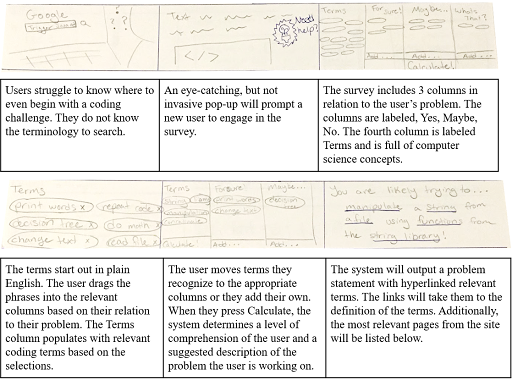 Google
? ?
Text
Need
help?
</>
Terms
For sure!
Maybe...
What's
that?
Add...
Add...
Calculate!
Users struggle to know where to
even begin with a coding
challenge. They do not know
the terminology to search.
An eye-catching, but not
invasive pop-up will prompt a
new user to engage in the
survey.
The survey includes 3 columns in
relation to the user's problem. The
columns are labeled, Yes, Maybe,
No. The fourth column is labeled
Terms and is full of computer
science concepts.
Terms
print words x
repeat code x
decision tree x
do math x
change text x
read file x
Terms
String
Calculate!
For sure!
print words
Add...
Maybe...
decision
Add...
You are likely trying to...
manipulate a string from
a file using functions from
the string library!
The terms start out in plain
English. The user drags the
phrases into the relevant
columns based on their relation
to their problem. The Terms
column populates with relevant
coding terms based on the
selections.
The user moves terms they
recognize to the appropriate
columns or they add their own.
When they press Calculate, the
system determines a level of
comprehension of the user and a
suggested description of the
problem the user is working on.
The system will output a problem
statement with hyperlinked relevant
terms. The links will take them to the
definition of the terms. Additionally,
the most relevant pages from the site
will be listed below.